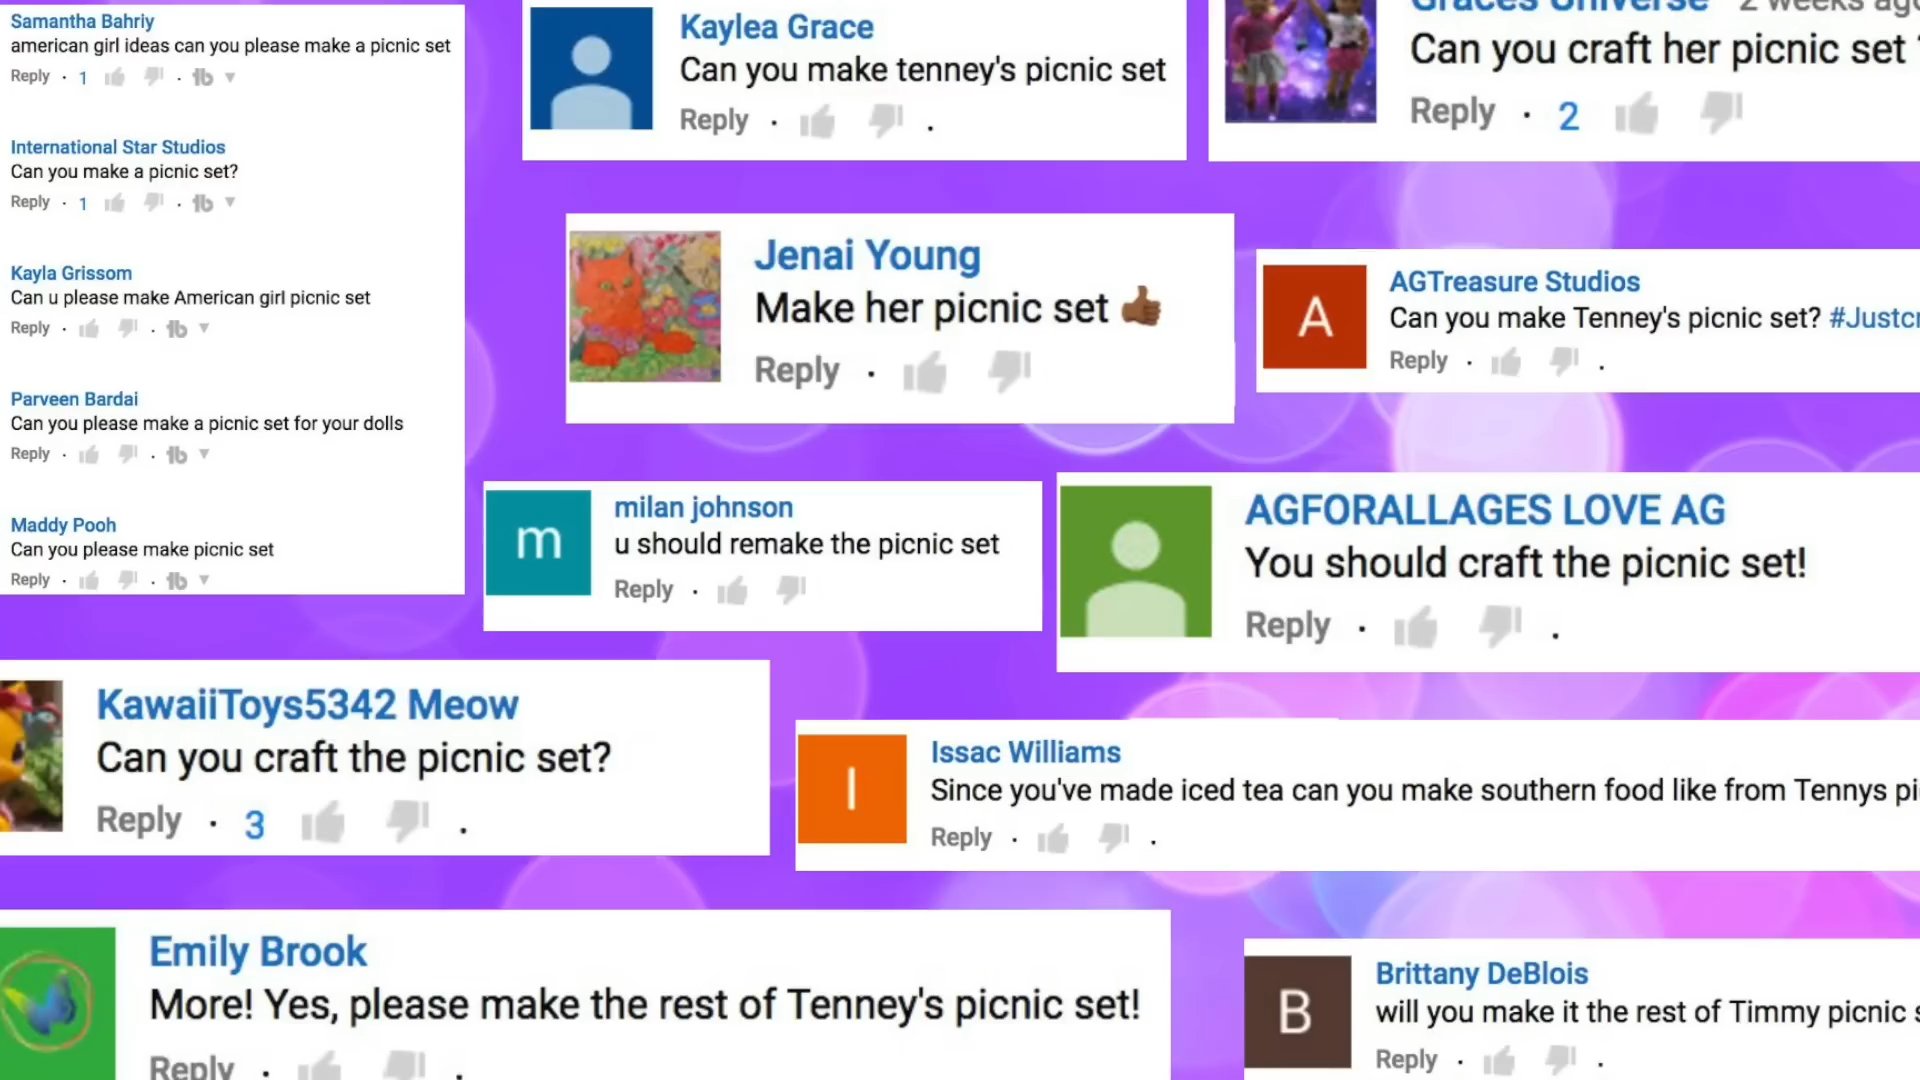 Samantha Bahriy
american girl ideas can you please make a picnic set
Reply · 1
International Star Studios
Can you make a picnic set?
Reply · 1
Kayla Grissom
Can u please make American girl picnic set
Reply ·
Parveen Bardai
Can you please make a picnic set for your dolls
Reply ·
Maddy Pooh
Can you please make picnic set
Reply ·
Kaylea Grace
Can you make tenney's picnic set
Reply ·
Graces Universe 2 weeks ago
Can you craft her picnic set
Reply · 2
Jenai Young
Make her picnic set 👍🏾
Reply ·
A
AGTreasure Studios
Can you make Tenney's picnic set? #Justcr
Reply ·
m
milan johnson
u should remake the picnic set
Reply ·
AGFORALLAGES LOVE AG
You should craft the picnic set!
Reply ·
KawaiiToys5342 Meow
Can you craft the picnic set?
Reply · 3
I
Issac Williams
Since you've made iced tea can you make southern food like from Tennys pi
Reply ·
Emily Brook
More! Yes, please make the rest of Tenney's picnic set!
Reply ·
B
Brittany DeBlois
will you make it the rest of Timmy picnic s
Reply ·